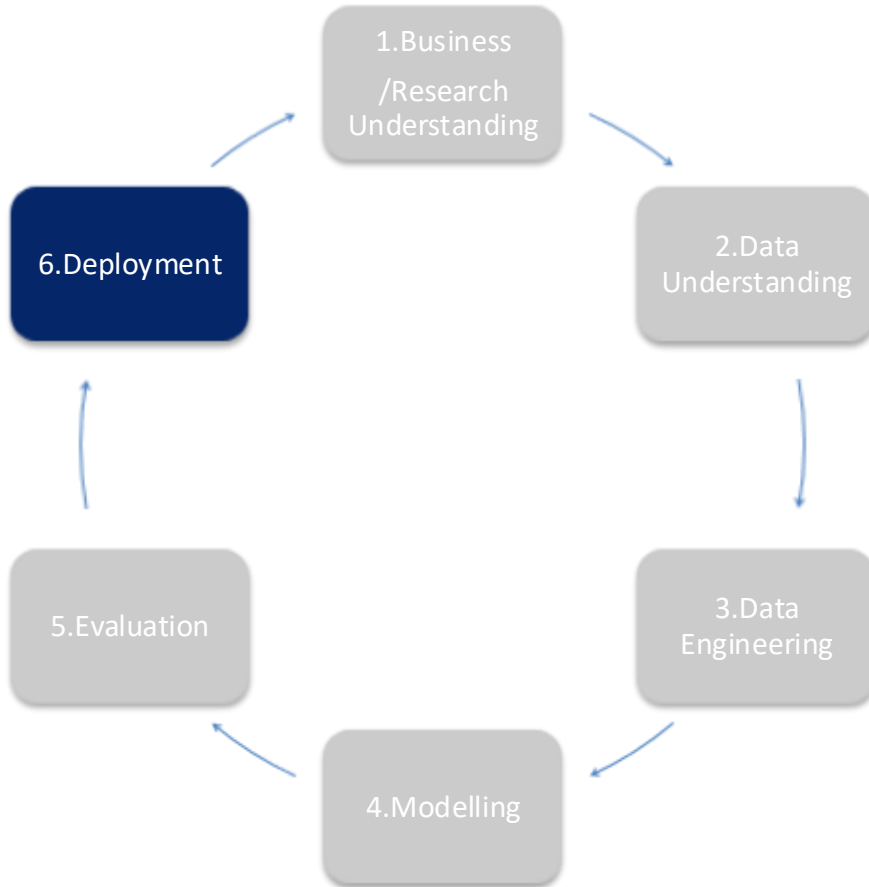 1.Business
/Research
Understanding
2.Data
Understanding
3.Data
Engineering
4.Modelling
5.Evaluation
6.Deployment